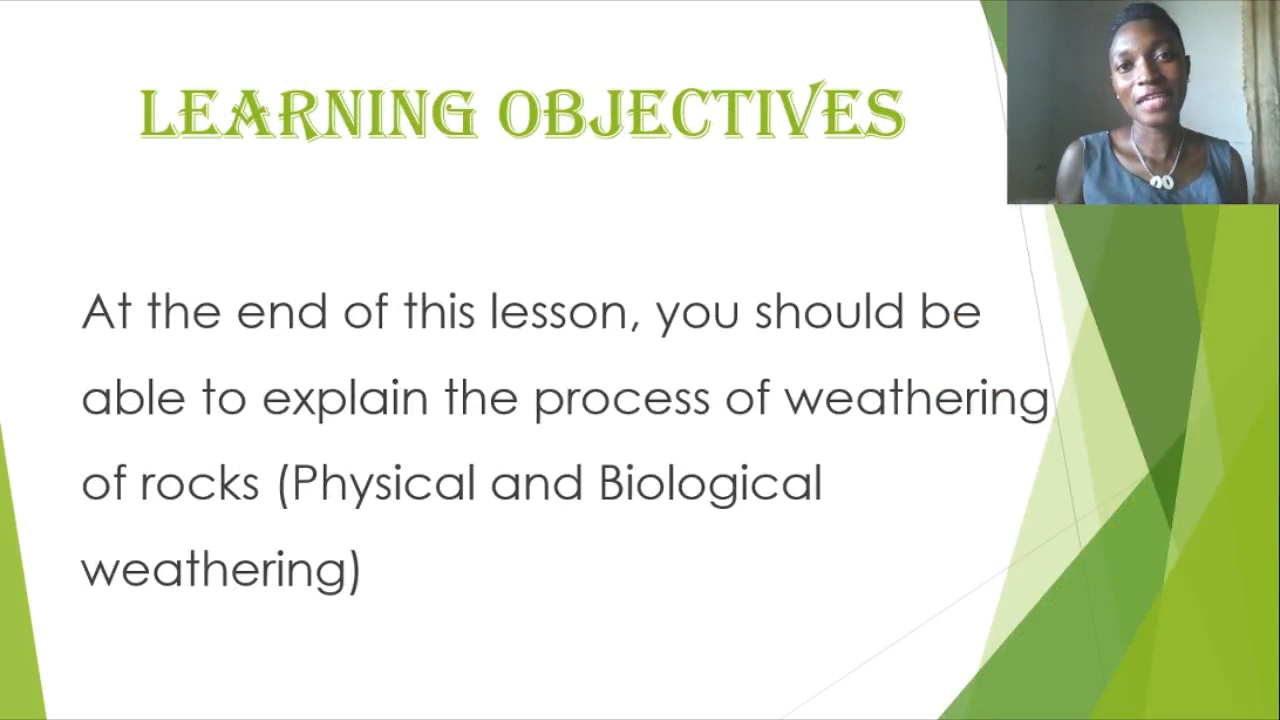 LEARNING OBJECTIVES
At the end of this lesson, you should be
able to explain the process of weathering
of rocks (Physical and Biological
weathering)